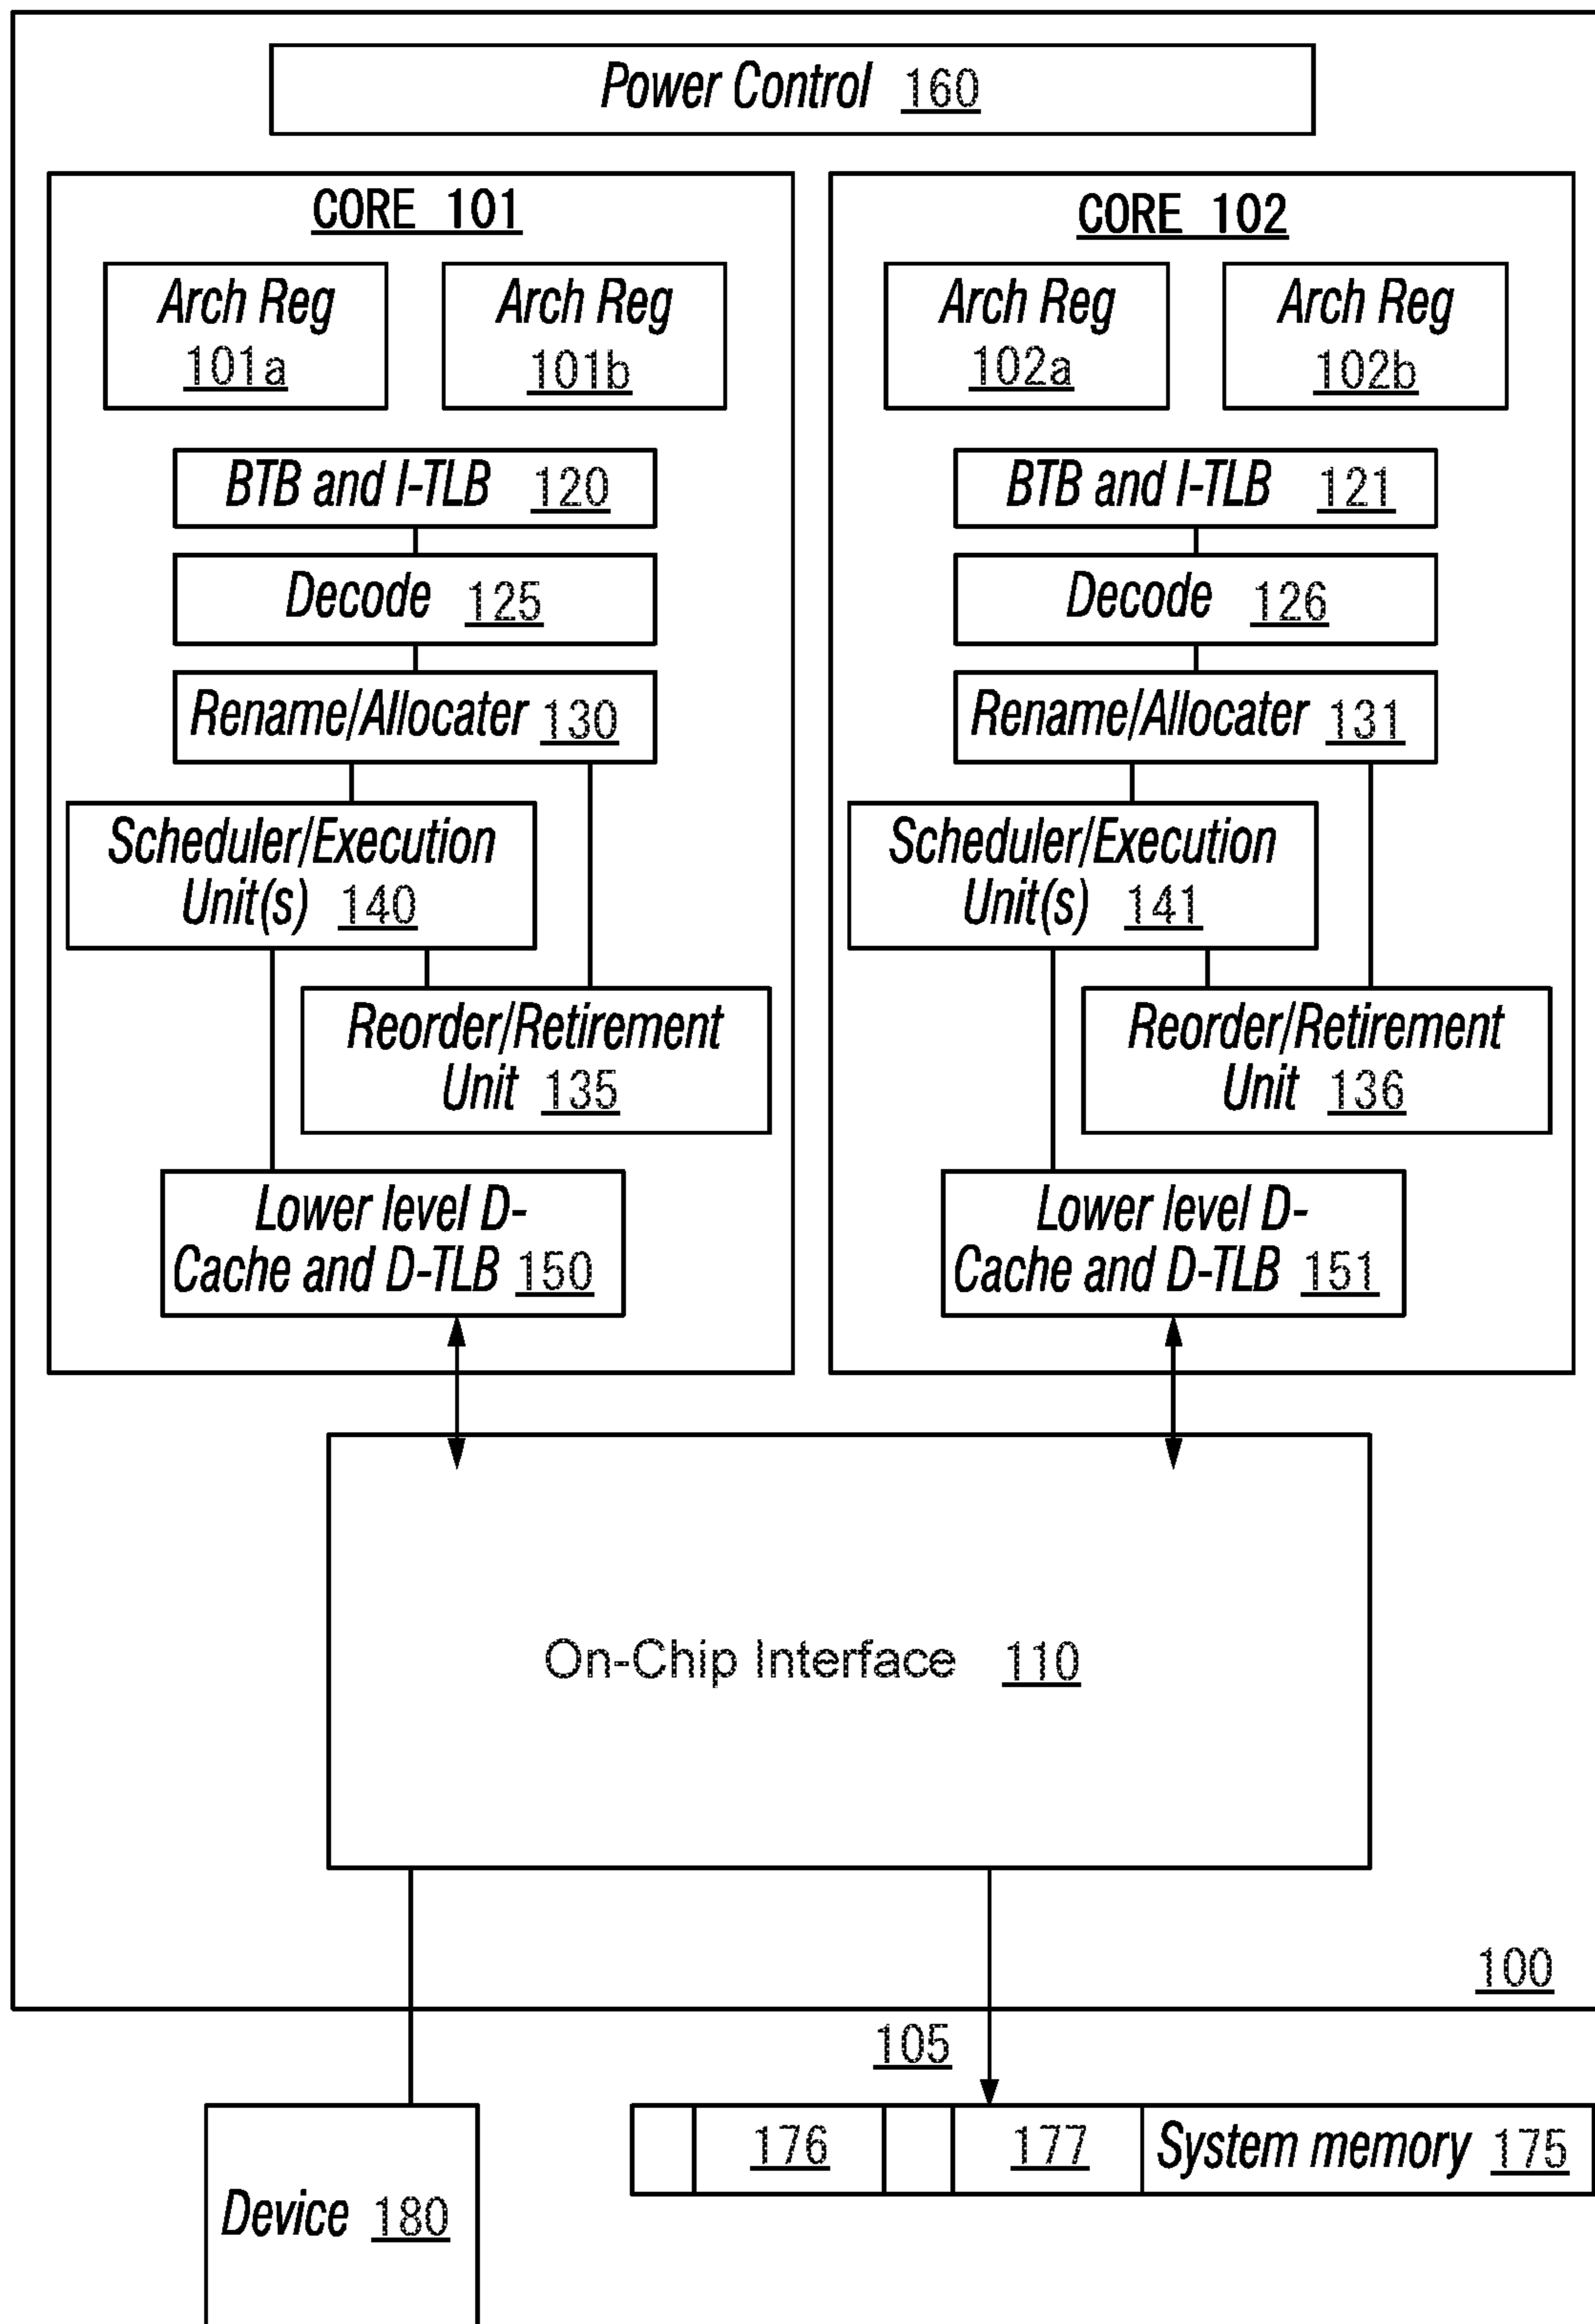 Power Control 160
CORE 101
Arch Reg
101a
Arch Reg
101b
BTB and I-TLB 120
Decode 125
Rename/Allocater 130
Scheduler/Execution
Unit(s) 140
Reorder/Retirement
Unit 135
Lower level D-
Cache and D-TLB 150
CORE 102
Arch Reg
102a
Arch Reg
102b
BTB and I-TLB 121
Decode 126
Rename/Allocater 131
Scheduler/Execution
Unit(s) 141
Reorder/Retirement
Unit 136
Lower level D-
Cache and D-TLB 151
On-Chip Interface 110
100
105
176
177
System memory 175
Device 180